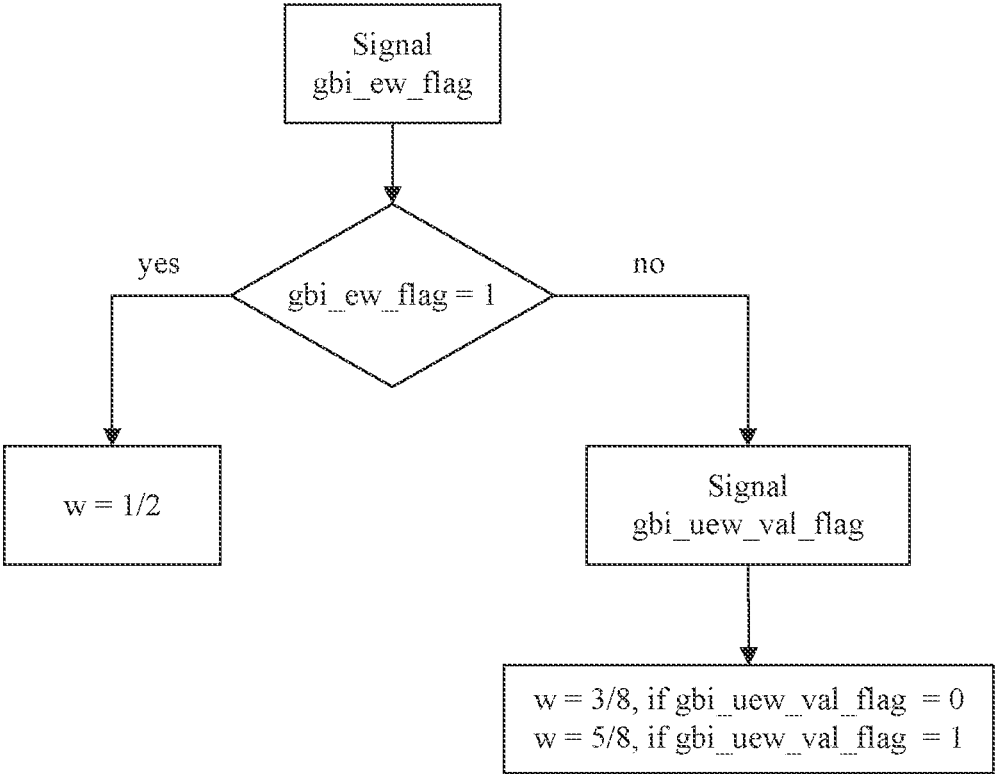 Signal
gbi_ew_flag
yes
no
gbi_ew_flag = 1
w = 1/2
Signal
gbi_uew_val_flag
w = 3/8, if gbi_uew_val_flag = 0
w = 5/8, if gbi_uew_val_flag = 1